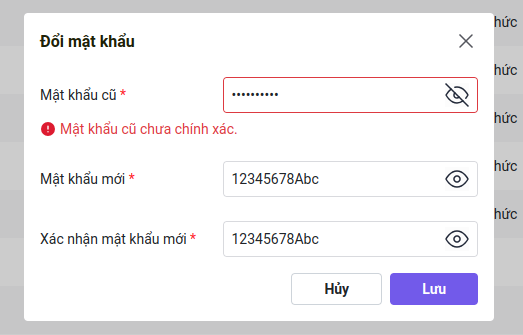 Đổi mật khẩu
Mật khẩu cũ *
••••••••••
Mật khẩu cũ chưa chính xác.
Mật khẩu mới *
12345678Abc
Xác nhận mật khẩu mới *
12345678Abc
Hủy
Lưu
hức
hức
hức
hức
hức